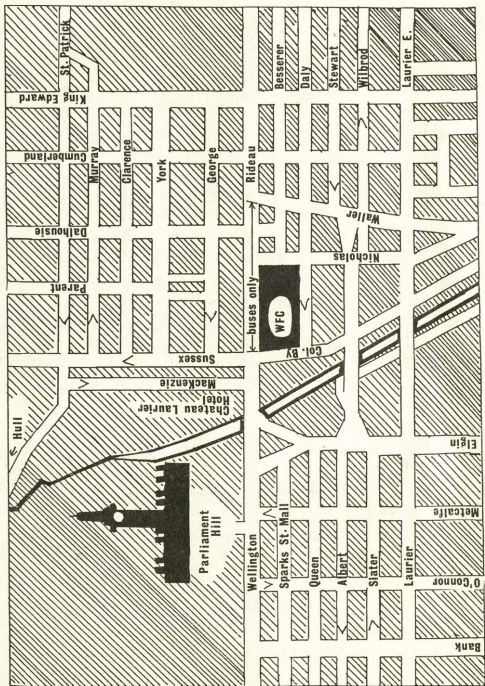 St. Patrick
King Edward
Murray
Cumberland
Clarence
York
George
Rideau
Besserer
Daly
Stewart
Wilbrod
Laurier E.
Dalhousie
Waller
Nicholas
Parent
←buses only→
WFC
Sussex
Col. By
MacKenzie
Chateau Laurier
Hotel
Hull
Parliament
Hill
Elgin
Metcalfe
Wellington
Sparks St. Mall
Queen
Albert
Slater
Laurier
O'Connor
Bank